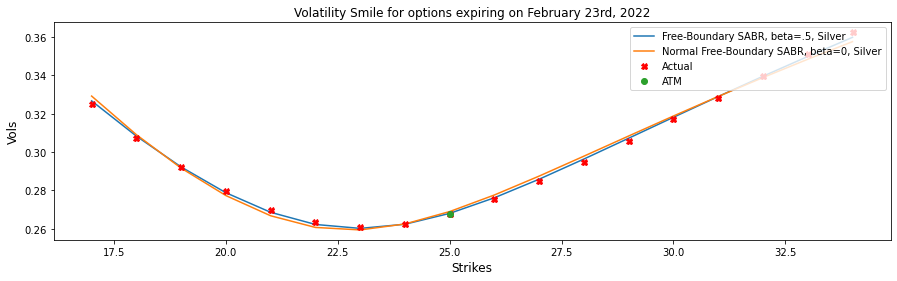 Volatility Smile for options expiring on February 23rd, 2022
Free-Boundary SABR, beta=.5, Silver
Normal Free-Boundary SABR, beta=0, Silver
Actual
ATM
Vols
0.36
0.34
0.32
0.30
0.28
0.26
17.5 20.0 22.5 25.0 27.5 30.0 32.5
Strikes